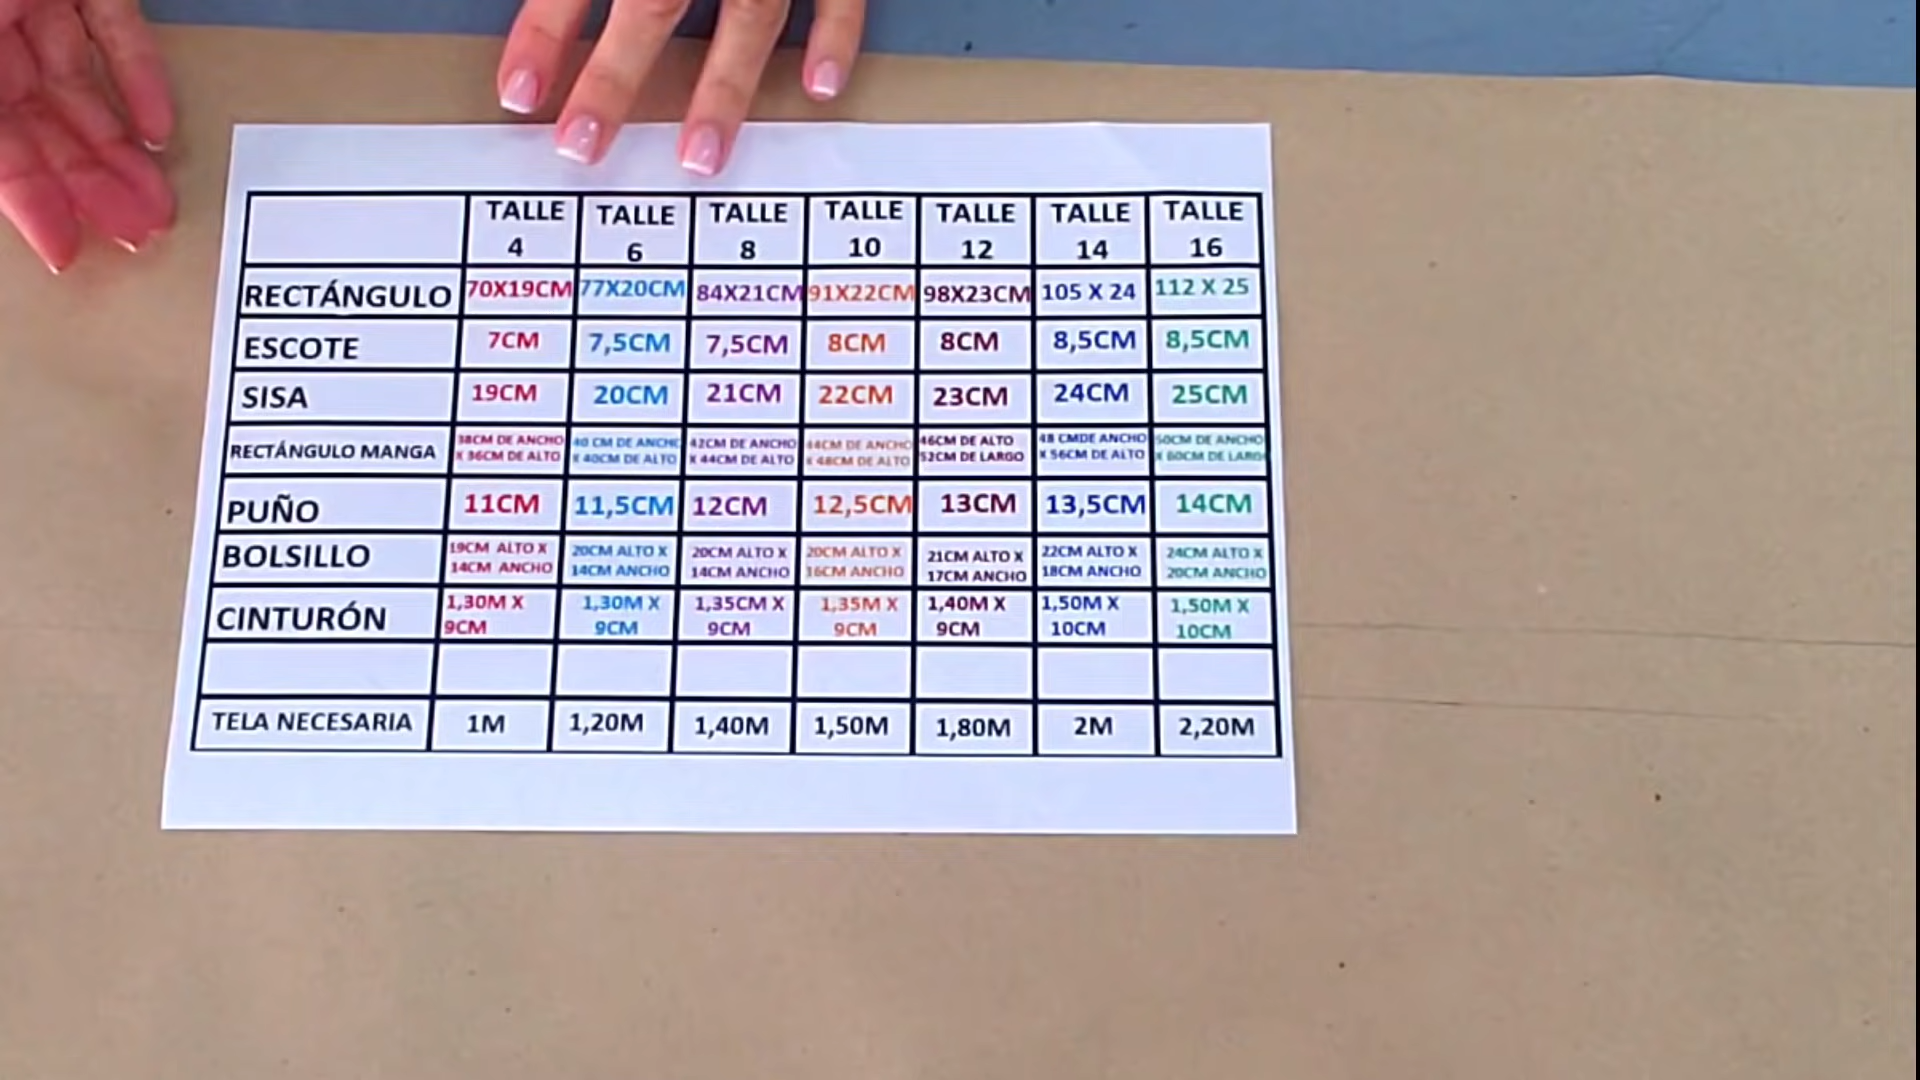 TALLE 4 TALLE 6 TALLE 8 TALLE 10 TALLE 12 TALLE 14 TALLE 16
RECTÁNGULO 70X19CM 77X20CM 84X21CM 91X22CM 98X23CM 105 X 24 112 X 25
ESCOTE 7CM 7,5CM 7,5CM 8CM 8CM 8,5CM 8,5CM
SISA 19CM 20CM 21CM 22CM 23CM 24CM 25CM
RECTÁNGULO MANGA 38CM DE ANCHO X 36CM DE ALTO 40 CM DE ANCHO X 40CM DE ALTO 42CM DE ANCHO X 44CM DE ALTO 44CM DE ANCHO X 48CM DE ALTO 46CM DE ALTO 52CM DE LARGO 48 CMDE ANCHO X 56CM DE ALTO 50CM DE ANCHO X 60CM DE LARGO
PUÑO 11CM 11,5CM 12CM 12,5CM 13CM 13,5CM 14CM
BOLSILLO 19CM ALTO X 14CM ANCHO 20CM ALTO X 14CM ANCHO 20CM ALTO X 14CM ANCHO 20CM ALTO X 16CM ANCHO 21CM ALTO X 17CM ANCHO 22CM ALTO X 18CM ANCHO 24CM ALTO X 20CM ANCHO
CINTURÓN 1,30M X 9CM 1,30M X 9CM 1,35CM X 9CM 1,35M X 9CM 1,40M X 9CM 1,50M X 10CM 1,50M X 10CM
TELA NECESARIA 1M 1,20M 1,40M 1,50M 1,80M 2M 2,20M